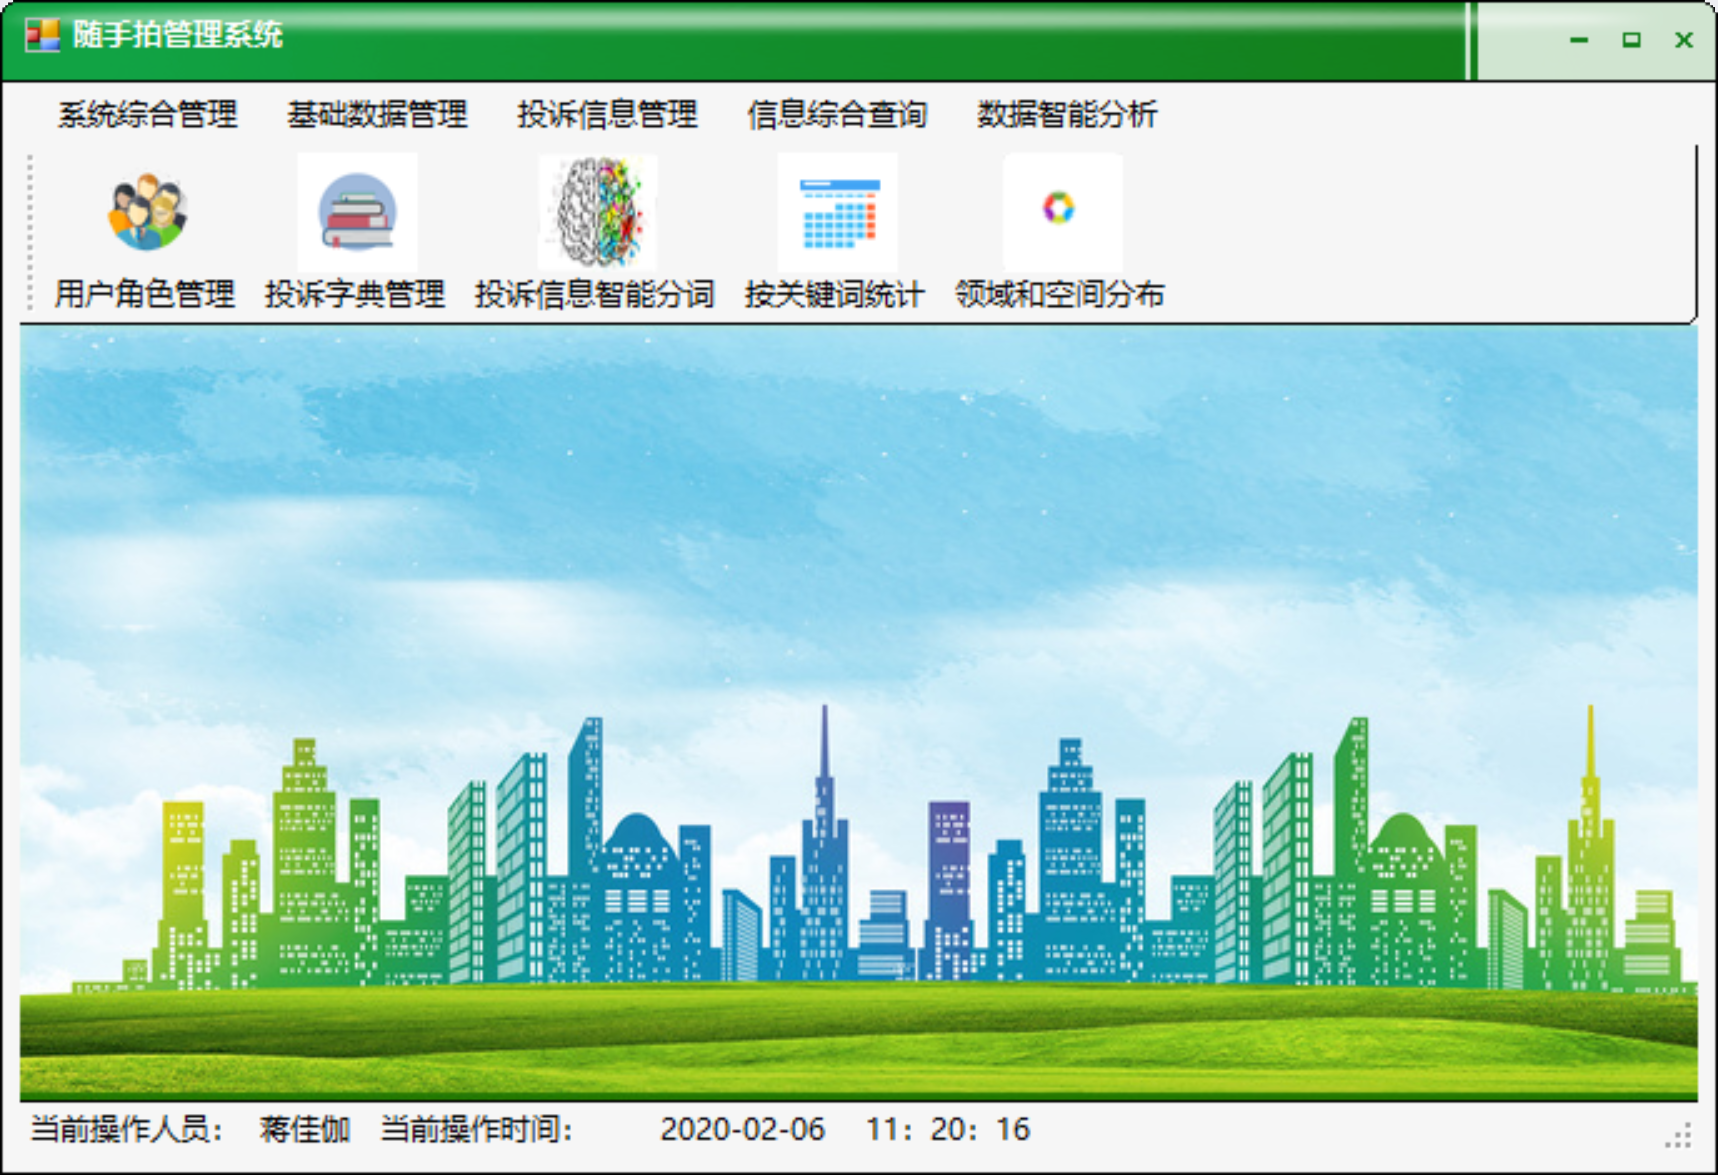 随手拍管理系统
系统综合管理 基础数据管理 投诉信息管理 信息综合查询 数据智能分析
用户角色管理 投诉字典管理 投诉信息智能分词 按关键词统计 领域和空间分布
当前操作人员： 蒋佳伽 当前操作时间： 2020-02-06 11：20：16